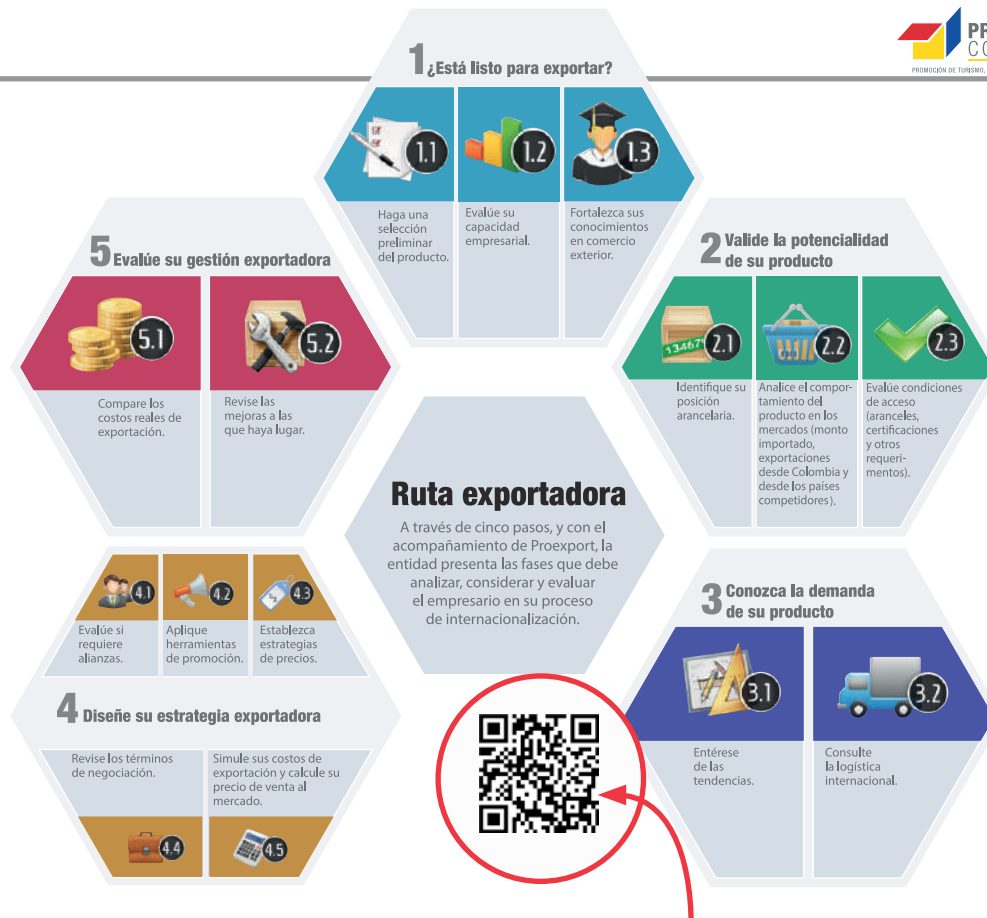 1 ¿Está listo para exportar?
1.1
1.2
1.3
Haga una
selección
preliminar
del producto.
Evalúe su
capacidad
empresarial.
Fortalezca sus
conocimientos
en comercio
exterior.
PROMOCIÓN DE TURISMO,
2 Valide la potencialidad
de su producto
13467
2.1
2.2
2.3
Identifique su
posición
arancelaria.
Analice el compor-
tamiento del
producto en los
mercados (monto
importado,
exportaciones
desde Colombia y
desde los países
competidores).
Evalúe condiciones
de acceso
(aranceles,
certificaciones
y otros
requeri-
mentos).
3 Conozca la demanda
de su producto
3.1
3.2
Entérese
de las
tendencias.
Consulte
la logística
internacional.
4.1
4.2
4.3
Evalúe si
requiere
alianzas.
Aplique
herramientas
de promoción.
Establezca
estrategias
de precios.
4 Diseñe su estrategia exportadora
Revise los términos
de negociación.
Simule sus costos de
exportación y calcule su
precio de venta al
mercado.
4.4
4.5
5 Evalúe su gestión exportadora
5.1
5.2
Compare los
costos reales de
exportación.
Revise las
mejoras a las
que haya lugar.
Ruta exportadora
A través de cinco pasos, y con el
acompañamiento de Proexport, la
entidad presenta las fases que debe
analizar, considerar y evaluar
el empresario en su proceso
de internacionalización.